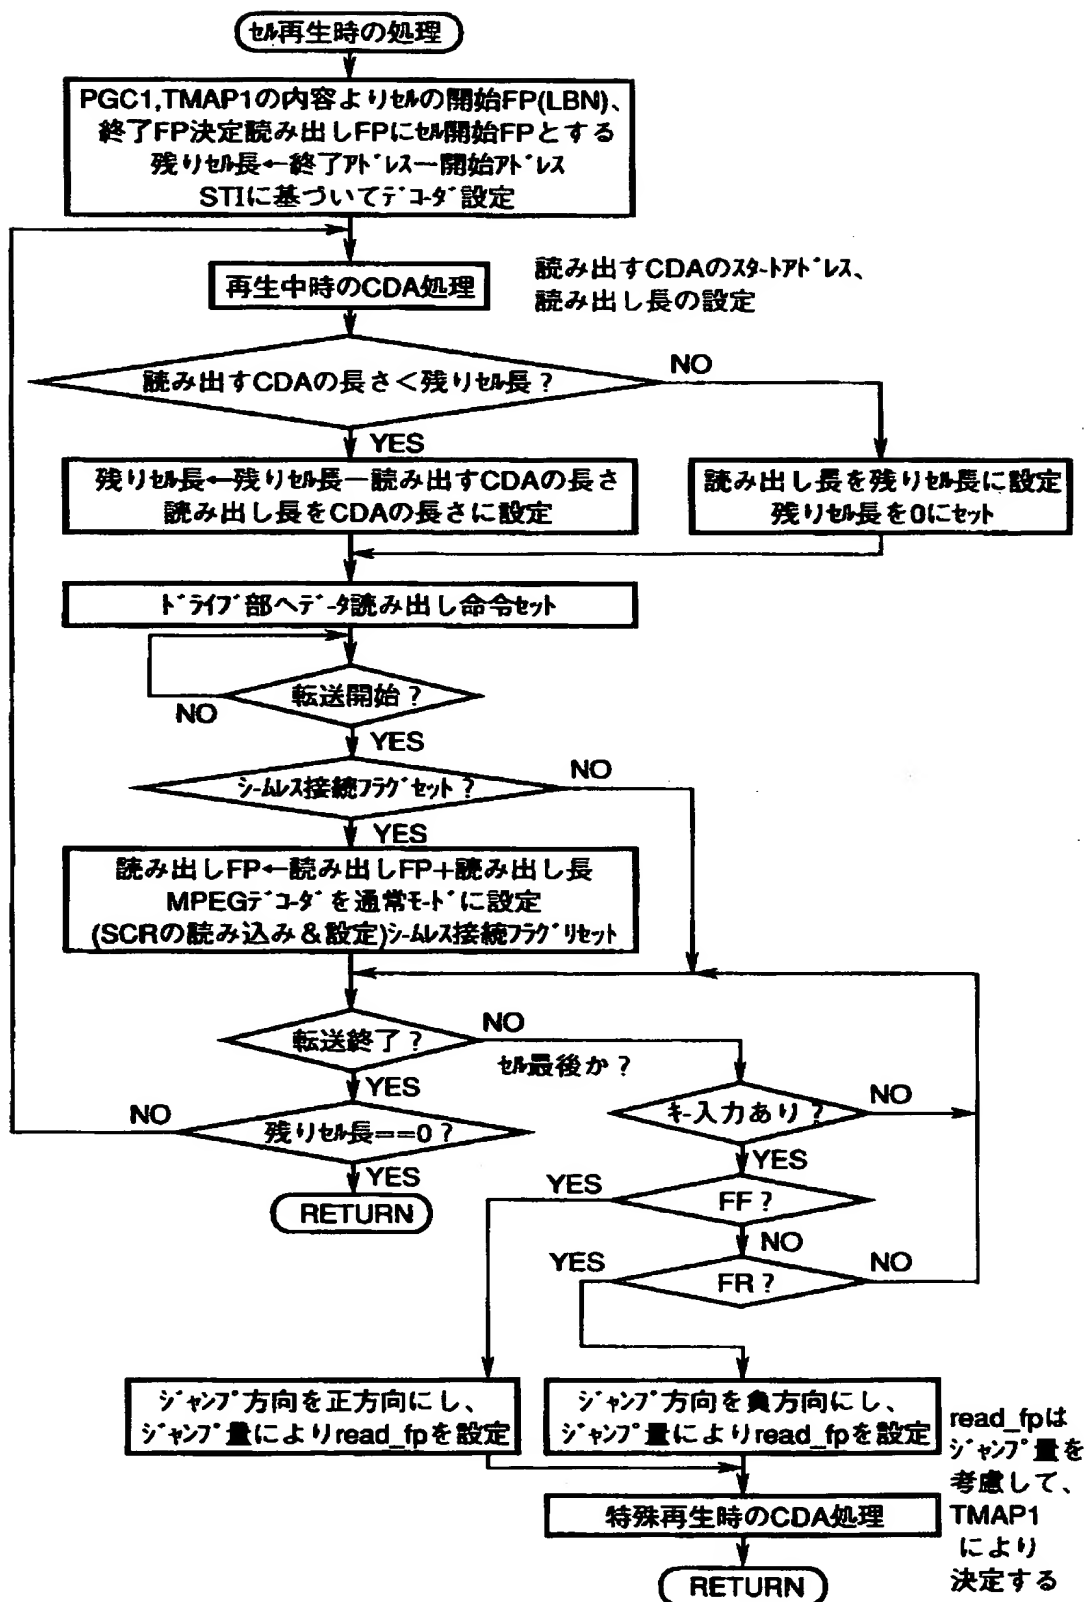 ｾﾙ再生時の処理
PGC1,TMAP1の内容よりｾﾙの開始FP(LBN)、
終了FP決定読み出しFPにｾﾙ開始FPとする
残りｾﾙ長←終了ｱﾄﾞﾚｽー開始ｱﾄﾞﾚｽ
STIに基づいてﾃﾞｺｰﾀﾞ設定
再生中時のCDA処理
読み出すCDAのｽﾀｰﾄｱﾄﾞﾚｽ、
読み出し長の設定
読み出すCDAの長さ＜残りｾﾙ長？
NO
YES
残りｾﾙ長←残りｾﾙ長ー読み出すCDAの長さ
読み出し長をCDAの長さに設定
読み出し長を残りｾﾙ長に設定
残りｾﾙ長を0にｾｯﾄ
ﾄﾞﾗｲﾌﾞ部へﾃﾞｰﾀ読み出し命令ｾｯﾄ
転送開始？
NO
YES
ｼｰﾑﾚｽ接続ﾌﾗｸﾞｾｯﾄ？
NO
YES
読み出しFP←読み出しFP+読み出し長
MPEGﾃﾞｺｰﾀﾞを通常ﾓｰﾄﾞに設定
(SCRの読み込み＆設定)ｼｰﾑﾚｽ接続ﾌﾗｸﾞﾘｾｯﾄ
転送終了？
NO
YES
ｾﾙ最後か？
残りｾﾙ長==0？
NO
YES
RETURN
ｷｰ入力あり？
NO
YES
FF？
YES
NO
FR？
YES
NO
ｼﾞｬﾝﾌﾟ方向を正方向にし、
ｼﾞｬﾝﾌﾟ量によりread_fpを設定
ｼﾞｬﾝﾌﾟ方向を負方向にし、
ｼﾞｬﾝﾌﾟ量によりread_fpを設定
read_fpは
ｼﾞｬﾝﾌﾟ量を
考慮して、
TMAP1
により
決定する
特殊再生時のCDA処理
RETURN